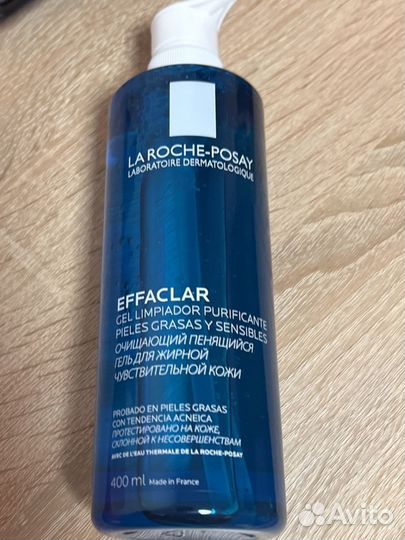 LA ROCHE-POSAY
LABORATOIRE DERMATOLOGIQUE
EFFACLAR
GEL LIMPIADOR PURIFICANTE
PIELES GRASAS Y SENSIBLES
ОЧИЩАЮЩИЙ ПЕНЯЩИЙСЯ
ГЕЛЬ ДЛЯ ЖИРНОЙ
ЧУВСТВИТЕЛЬНОЙ КОЖИ
PROBADO EN PIELES GRASAS
CON TENDENCIA ACNEICA
ПРОТЕСТИРОВАНО НА КОЖЕ,
СКЛОННОЙ К НЕСОВЕРШЕНСТВАМ
AVEC DE L'EAU THERMALE DE LA ROCHE-POSAY
400 ml Made in France
Avito